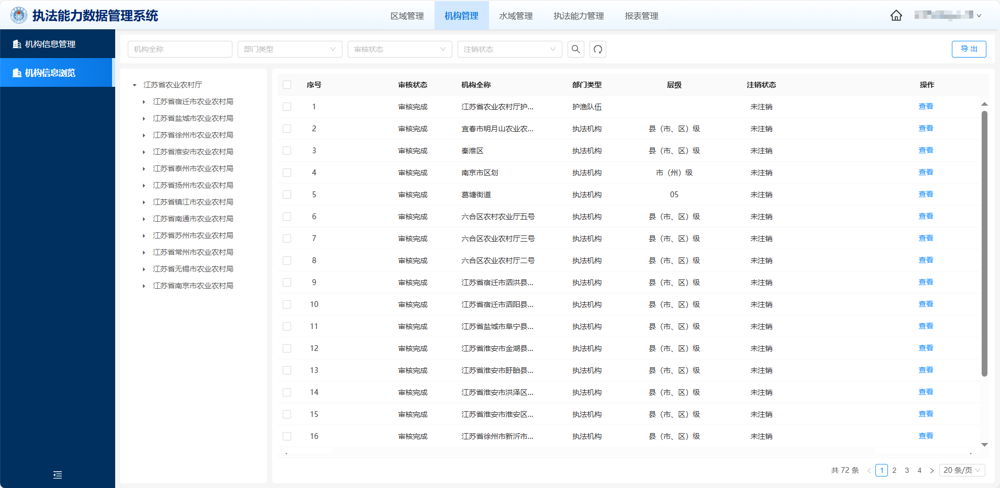 执法能力数据管理系统
区域管理 机构管理 水域管理 执法能力管理 报表管理
机构信息管理
机构信息浏览
机构全称 部门类型 审核状态 注销状态 导 出
江苏省农业农村厅
江苏省宿迁市农业农村局
江苏省盐城市农业农村局
江苏省徐州市农业农村局
江苏省淮安市农业农村局
江苏省泰州市农业农村局
江苏省扬州市农业农村局
江苏省镇江市农业农村局
江苏省南通市农业农村局
江苏省苏州市农业农村局
江苏省常州市农业农村局
江苏省无锡市农业农村局
江苏省南京市农业农村局
序号 审核状态 机构全称 部门类型 层级 注销状态 操作
1 审核完成 江苏省农业农村厅护... 护渔队伍 未注销 查看
2 审核完成 宜春市明月山农业农... 执法机构 县（市、区）级 未注销 查看
3 审核完成 秦淮区 执法机构 县（市、区）级 未注销 查看
4 审核完成 南京市区划 执法机构 市（州）级 未注销 查看
5 审核完成 葛塘街道 执法机构 05 未注销 查看
6 审核完成 六合区农村农业厅五号 执法机构 县（市、区）级 未注销 查看
7 审核完成 六合区农业农村厅三号 执法机构 县（市、区）级 未注销 查看
8 审核完成 六合区农业农村厅二号 执法机构 县（市、区）级 未注销 查看
9 审核完成 江苏省宿迁市泗洪县... 执法机构 县（市、区）级 未注销 查看
10 审核完成 江苏省宿迁市泗阳县... 执法机构 县（市、区）级 未注销 查看
11 审核完成 江苏省盐城市阜宁县... 执法机构 县（市、区）级 未注销 查看
12 审核完成 江苏省淮安市金湖县... 执法机构 县（市、区）级 未注销 查看
13 审核完成 江苏省淮安市盱眙县... 执法机构 县（市、区）级 未注销 查看
14 审核完成 江苏省淮安市洪泽区... 执法机构 县（市、区）级 未注销 查看
15 审核完成 江苏省淮安市淮安区... 执法机构 县（市、区）级 未注销 查看
16 审核完成 江苏省徐州市新沂市... 执法机构 县（市、区）级 未注销 查看
共 72 条 < 1 2 3 4 > 20 条/页